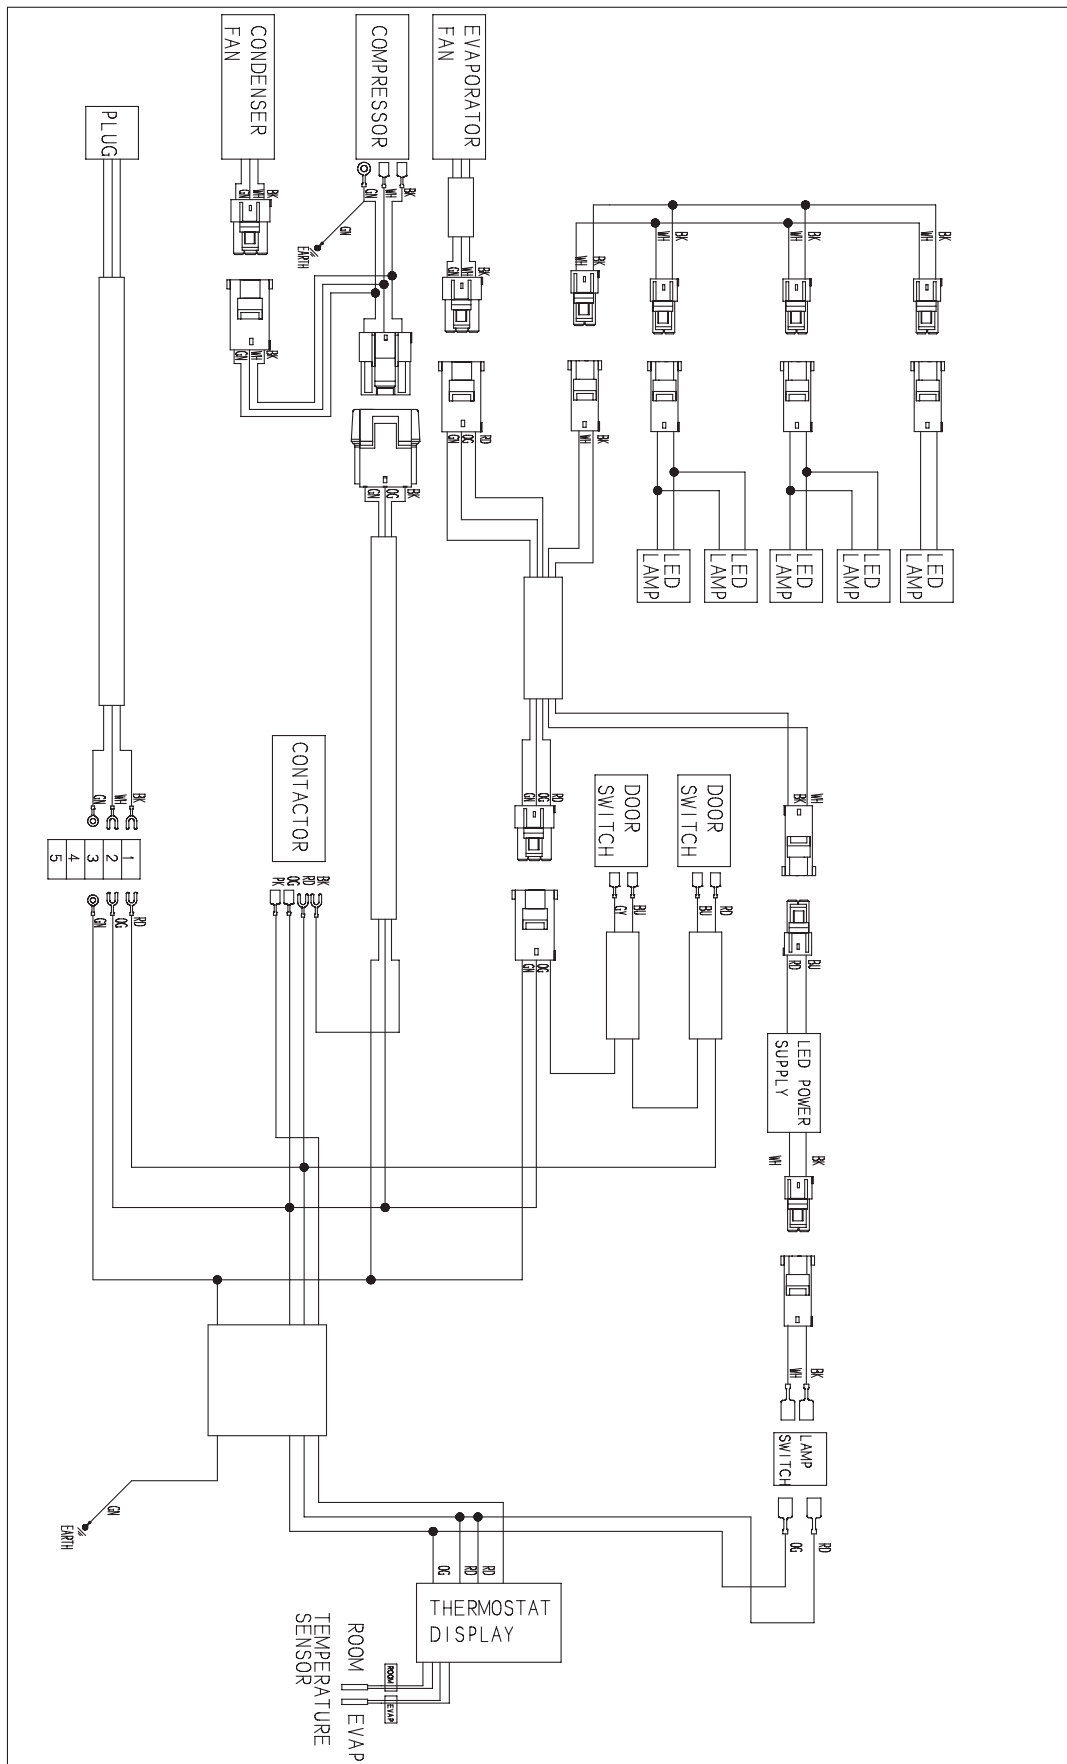 CONDENSER
FAN
COMPRESSOR
EVAPORATOR
FAN
PLUG
BK
WH
GN
BK
WH
GN
GN
EARTH
BK
WH
GN
BK
WH
BK
WH
BK
WH
BK
WH
BK
WH
GN
RD
OG
GN
BK
WH
BK
OG
GN
LED
LAMP
LED
LAMP
LED
LAMP
LED
LAMP
LED
LAMP
CONTACTOR
BK
RD
OG
PK
BK
WH
GN
1
2
3
4
5
RD
OG
GN
RD
OG
GN
OG
GN
DOOR
SWITCH
DOOR
SWITCH
BU
GY
RD
BU
WH
BK
BU
RD
LED POWER
SUPPLY
BK
WH
BK
WH
LAMP
SWITCH
RD
OG
GN
EARTH
OG
RD
RD
THERMOSTAT
DISPLAY
ROOM
EVAP
ROOM EVAP
TEMPERATURE
SENSOR